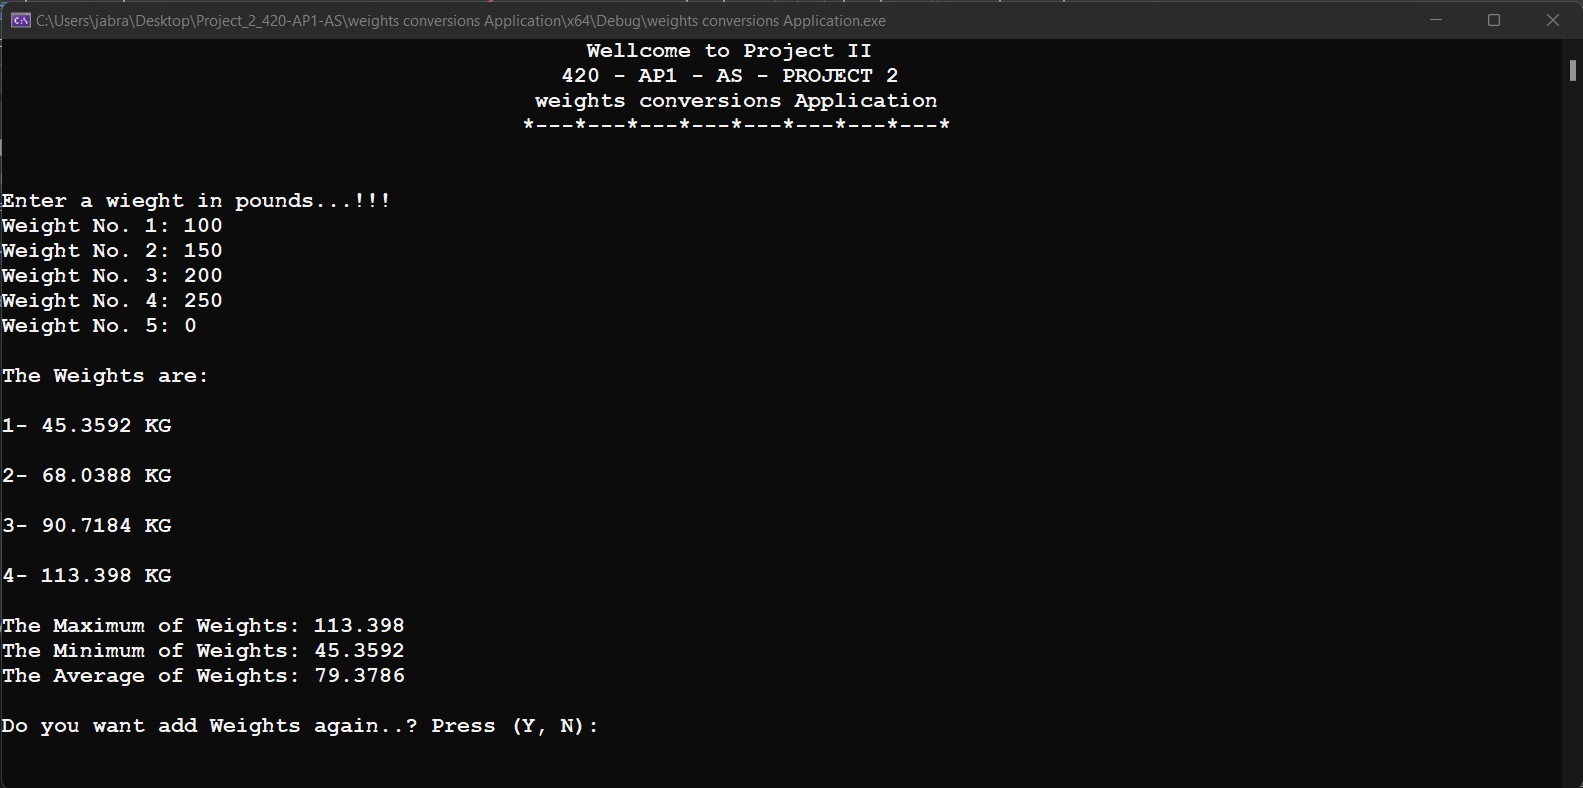 C:\Users\jabra\Desktop\Project_2_420-AP1-AS\weights conversions Application\x64\Debug\weights conversions Application.exe
Wellcome to Project II
420 - AP1 - AS - PROJECT 2
weights conversions Application
*---*---*---*---*---*---*---*---*
Enter a wieght in pounds...!!!
Weight No. 1: 100
Weight No. 2: 150
Weight No. 3: 200
Weight No. 4: 250
Weight No. 5: 0
The Weights are:
1- 45.3592 KG
2- 68.0388 KG
3- 90.7184 KG
4- 113.398 KG
The Maximum of Weights: 113.398
The Minimum of Weights: 45.3592
The Average of Weights: 79.3786
Do you want add Weights again..? Press (Y, N):